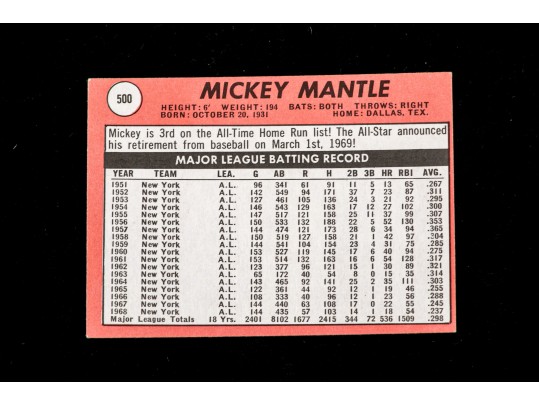 500
MICKEY MANTLE
HEIGHT: 6' WEIGHT: 194 BATS: BOTH THROWS: RIGHT
BORN: OCTOBER 20, 1931 HOME: DALLAS, TEX.
Mickey is 3rd on the All-Time Home Run list! The All-Star announced
his retirement from baseball on March 1st, 1969!
MAJOR LEAGUE BATTING RECORD
YEAR TEAM LEA. G AB R H 2B 3B HR RBI AVG.
1951 New York A.L. 96 341 61 91 11 5 13 65 .267
1952 New York A.L. 142 549 94 171 37 7 23 87 .311
1953 New York A.L. 127 461 105 136 24 3 21 92 .295
1954 New York A.L. 146 543 129 163 17 12 27 102 .300
1955 New York A.L. 147 517 121 158 25 11 37 99 .306
1956 New York A.L. 150 533 132 188 22 5 52 130 .353
1957 New York A.L. 144 474 121 173 28 6 34 94 .365
1958 New York A.L. 150 519 127 158 21 1 42 97 .304
1959 New York A.L. 144 541 104 154 23 4 31 75 .285
1960 New York A.L. 153 527 119 145 17 6 40 94 .275
1961 New York A.L. 153 514 132 163 16 6 54 128 .317
1962 New York A.L. 123 377 96 121 15 1 30 89 .321
1963 New York A.L. 65 172 40 54 8 0 15 35 .314
1964 New York A.L. 143 465 92 141 25 2 35 111 .303
1965 New York A.L. 122 361 44 92 12 1 19 46 .255
1966 New York A.L. 108 333 40 96 12 1 23 56 .288
1967 New York A.L. 144 440 63 108 17 0 22 55 .245
1968 New York A.L. 144 435 57 103 14 1 18 54 .237
Major League Totals 18 Yrs. 2401 8102 1677 2415 344 72 536 1509 .298